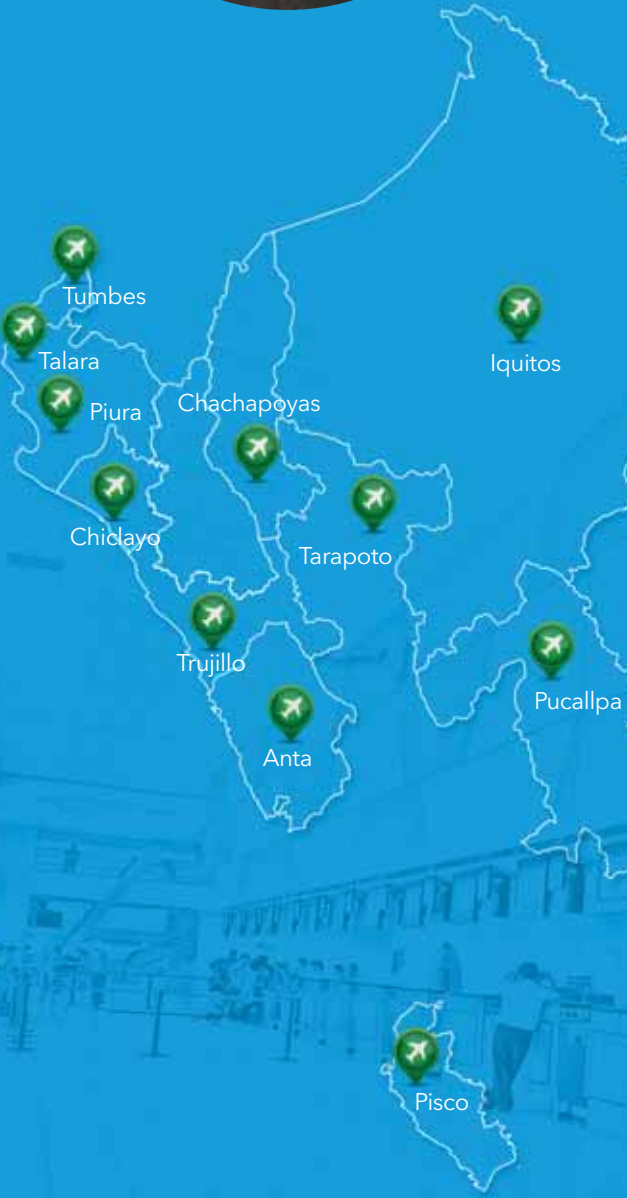 Tumbes
Talara
Iquitos
Piura
Chachapoyas
Chiclayo
Tarapoto
Trujillo
Pucallpa
Anta
Pisco